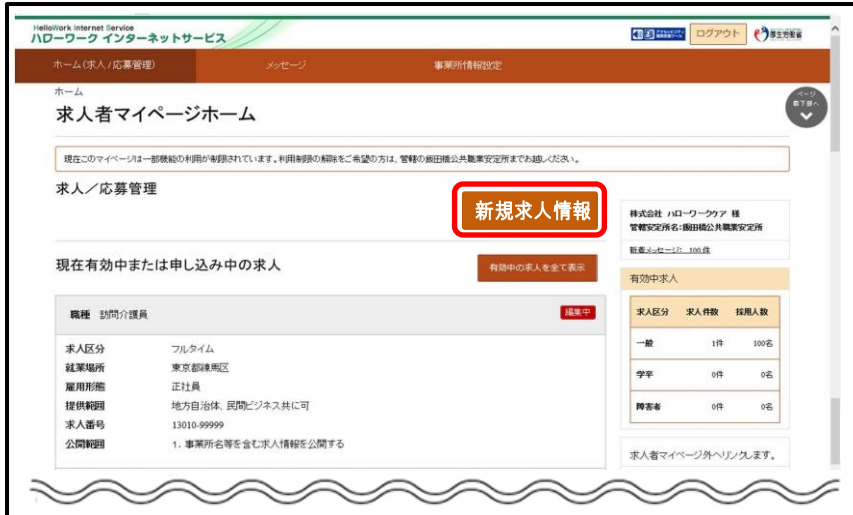 HelloWork Internet Service
ハローワーク インターネットサービス
ログアウト
厚生労働省
ホーム(求人/応募管理)
メッセージ
事業所情報設定
ホーム
求人者マイページホーム
ページ
最下部へ
現在このマイページは一部機能の利用が制限されています。利用制限の解除をご希望の方は、管轄の飯田橋公共職業安定所までお越しください。
求人／応募管理
新規求人情報
株式会社 ハローワークケア 様
管轄安定所名：飯田橋公共職業安定所
新着メッセージ： 100件
現在有効中または申し込み中の求人
有効中の求人を全て表示
有効中求人
職種 訪問介護員
編集中
求人区分 求人件数 採用人数
一般 1件 100名
学卒 0件 0名
障害者 0件 0名
求人区分 フルタイム
就業場所 東京都練馬区
雇用形態 正社員
提供範囲 地方自治体、民間ビジネス共に可
求人番号 13010-99999
公開範囲 1．事業所名等を含む求人情報を公開する
求人者マイページ外へリンクします。